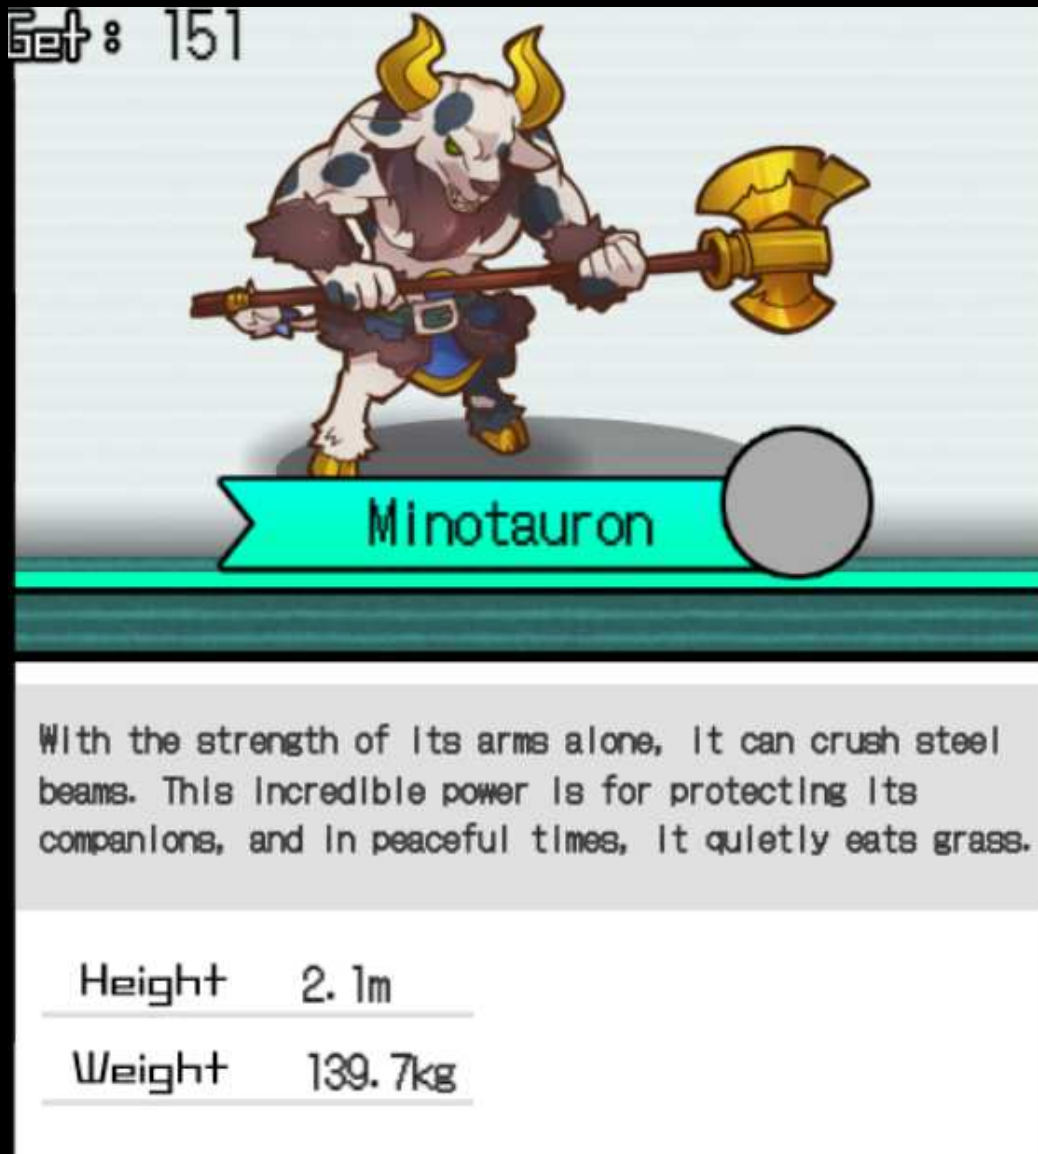 Get: 151
Minotauron
With the strength of its arms alone, it can crush steel
beams. This incredible power is for protecting its
companions, and in peaceful times, it quietly eats grass.
Height 2.1m
Weight 139.7kg